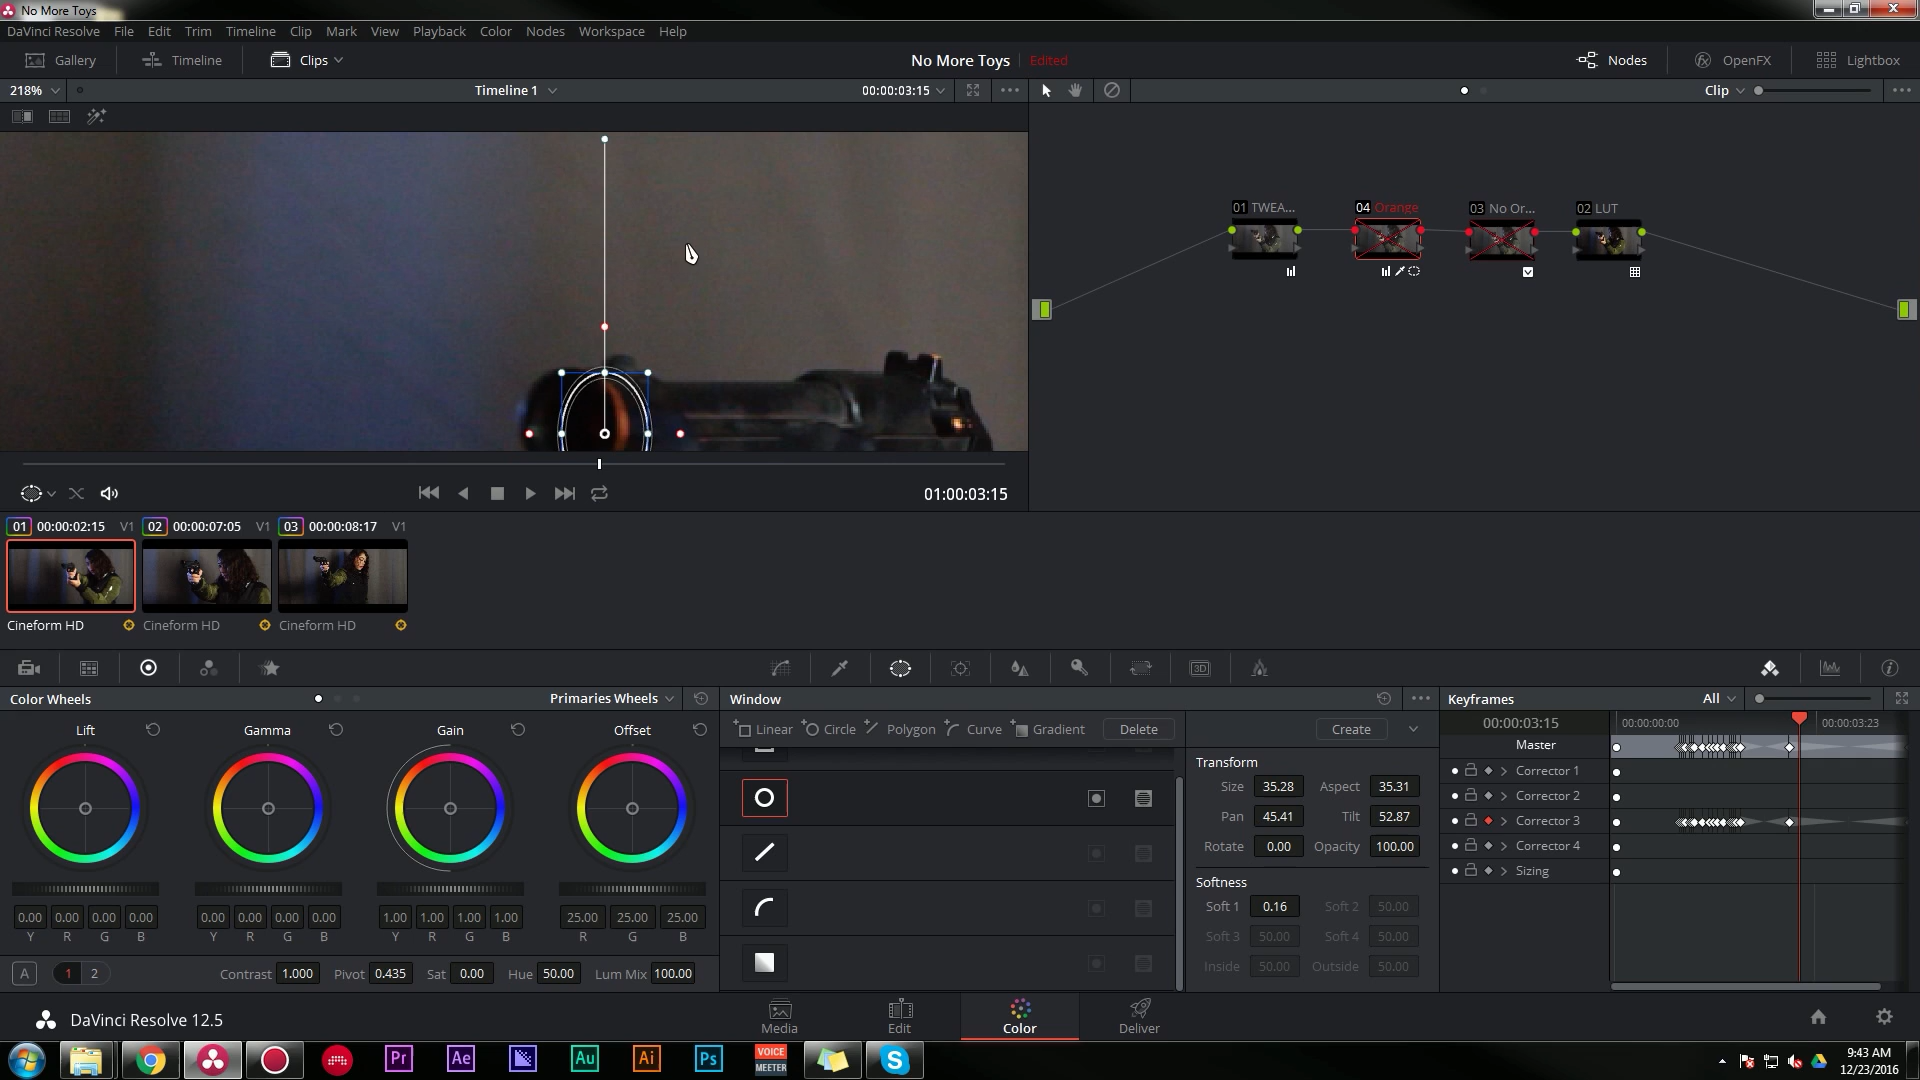 No More Toys
DaVinci Resolve File Edit Trim Timeline Clip Mark View Playback Color Nodes Workspace Help
Gallery Timeline Clips No More Toys Edited Nodes OpenFX Lightbox
218% Timeline 1 00:00:03:15 Clip
01 TWEA... 04 Orange 03 No Or... 02 LUT
01:00:03:15
01 00:00:02:15 V1 02 00:00:07:05 V1 03 00:00:08:17 V1
Cineform HD Cineform HD Cineform HD
3D
Color Wheels Primaries Wheels Window Keyframes All
Lift Gamma Gain Offset
Linear Circle Polygon Curve Gradient Delete Create
00:00:03:15 00:00:00:00 00:00:03:23
Master
Transform
Corrector 1
Size 35.28 Aspect 35.31
Corrector 2
Pan 45.41 Tilt 52.87
Corrector 3
Rotate 0.00 Opacity 100.00
Corrector 4
Sizing
Softness
Soft 1 0.16 Soft 2 50.00
Soft 3 50.00 Soft 4 50.00
Inside 50.00 Outside 50.00
0.00 0.00 0.00 0.00 0.00 0.00 0.00 0.00 1.00 1.00 1.00 1.00 25.00 25.00 25.00
Y R G B Y R G B Y R G B R G B
A 1 2 Contrast 1.000 Pivot 0.435 Sat 0.00 Hue 50.00 Lum Mix 100.00
DaVinci Resolve 12.5
Media Edit Color Deliver
Pr Ae Au Ai Ps VOICE MEETER S
9:43 AM
12/23/2016